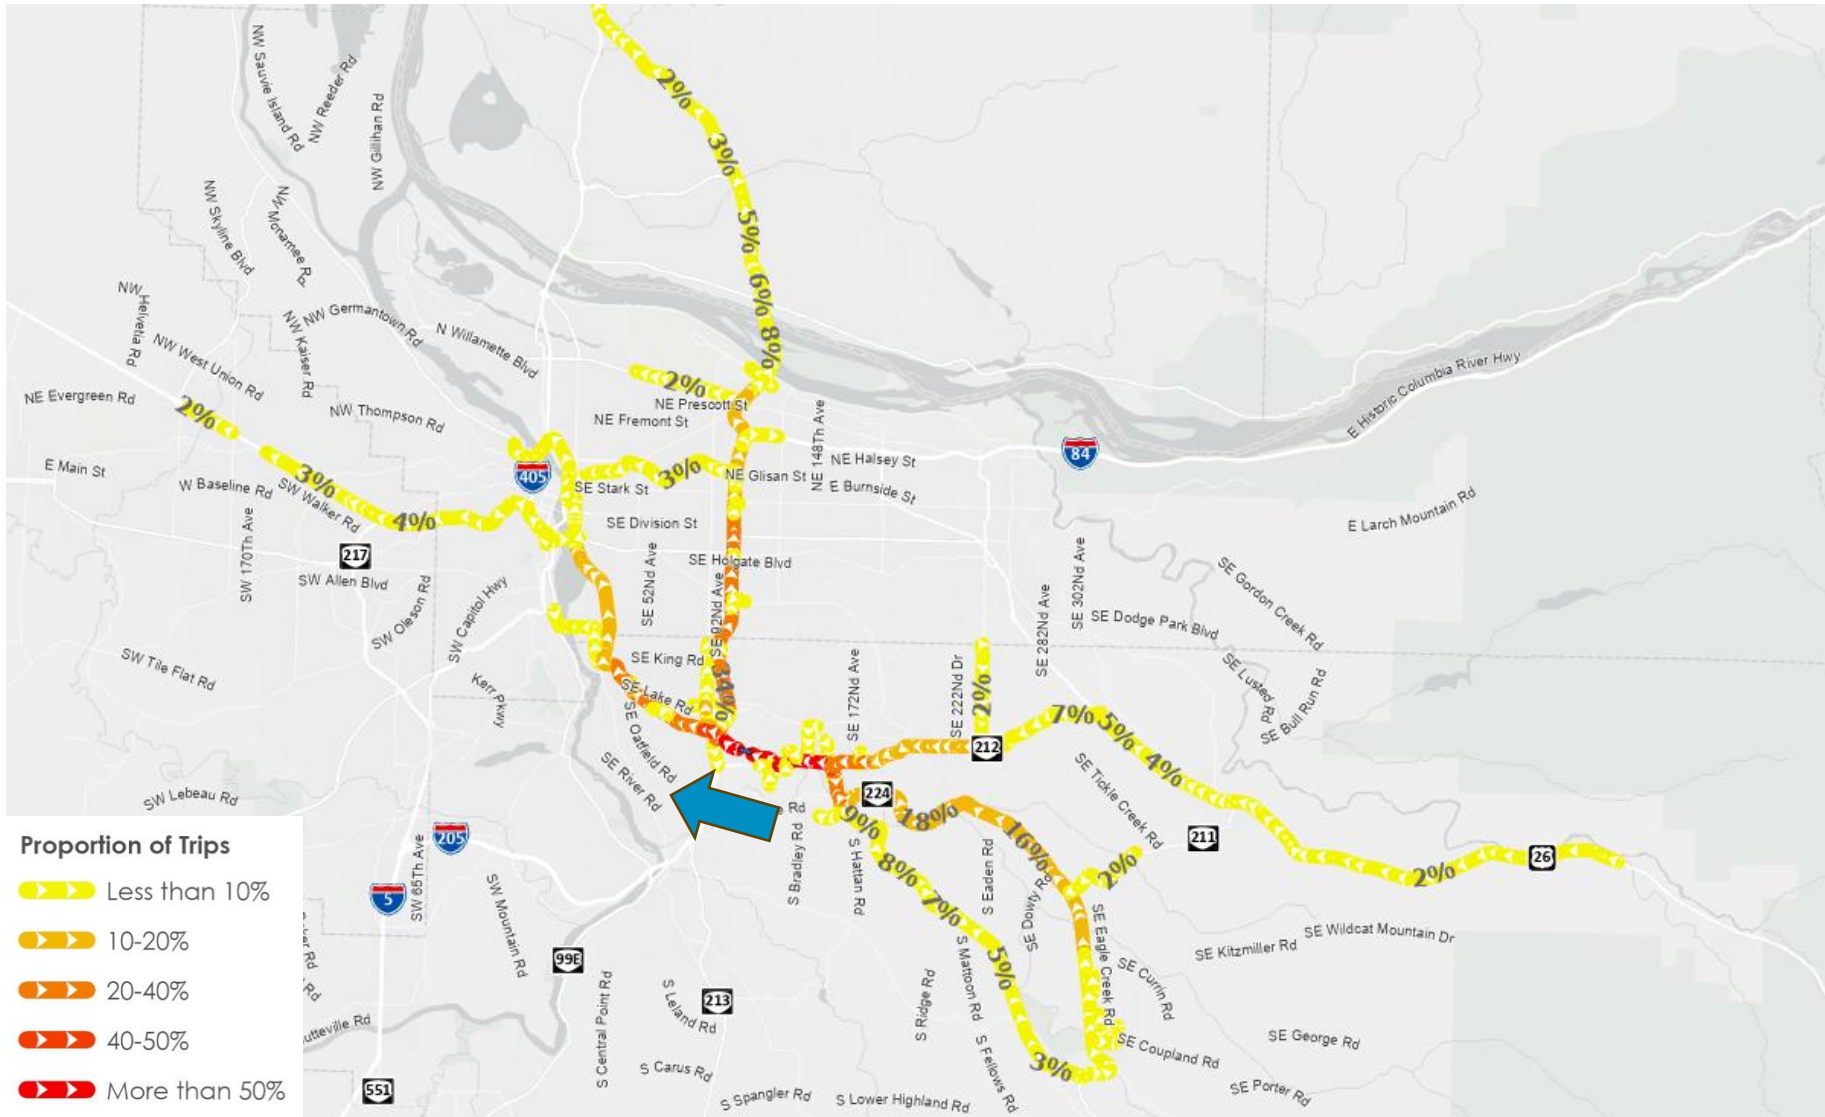 NW Sauvie Island Rd
NW Reeder Rd
NW Gillihan Rd
2%
3%
NW Skyline Blvd
NW Mcnamee Rd
5%
NW
Helvetia Rd
NW Kaiser Rd
NW Germantown Rd
N Willamette Blvd
6%
8%
NW West Union Rd
E Historic Columbia River Hwy
NE Evergreen Rd
2%
NW Thompson Rd
2%
NE Prescott St
NE Fremont St
NE 148Th Ave
84
E Main St
W Baseline Rd
3%
SW Walker Rd
405
3%
NE Glisan St
NE Halsey St
SE Stark St
E Burnside St
E Larch Mountain Rd
4%
SE Division St
217
SW 170Th Ave
SW Allen Blvd
SW Oleson Rd
SW Capitol Hwy
SE 52Nd Ave
SE Holgate Blvd
SE 92Nd Ave
SE 282Nd Ave
SE 302Nd Ave
SE Gordon Creek Rd
SE Dodge Park Blvd
SW Tile Flat Rd
Kerr Pkwy
SE King Rd
34%
SE Lake Rd
SE 172Nd Ave
SE 222Nd Dr
2%
SE Lusted Rd
SE Bull Run Rd
SE Oatfield Rd
SE River Rd
212
7%
5%
4%
SE Tickle Creek Rd
SW Lebeau Rd
Rd
224
9%
18%
16%
211
205
SW 65Th Ave
5
SW Mountain Rd
S Bradley Rd
S Hattan Rd
8%
7%
S Eaden Rd
SE Dowty Rd
2%
2%
26
99E
S Central Point Rd
S Leland Rd
213
S Ridge Rd
S Mattoon Rd
5%
SE Eagle Creek Rd
SE Currin Rd
SE Kitzmiller Rd
SE Wildcat Mountain Dr
S Carus Rd
S Spangler Rd
S Lower Highland Rd
S Fellows Rd
3%
SE Coupland Rd
SE George Rd
SE Porter Rd
551
Proportion of Trips
Less than 10%
10-20%
20-40%
40-50%
More than 50%